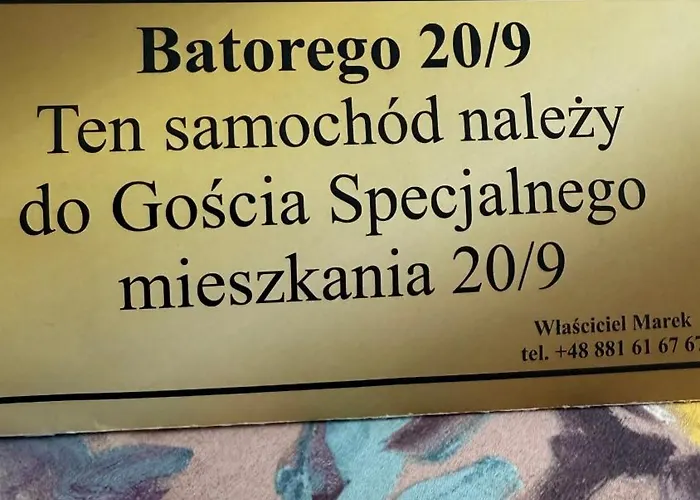 Batorego 20/9
Ten samochód należy
do Gościa Specjalnego
mieszkania 20/9
Właściciel Marek
tel. +48 881 61 67 67